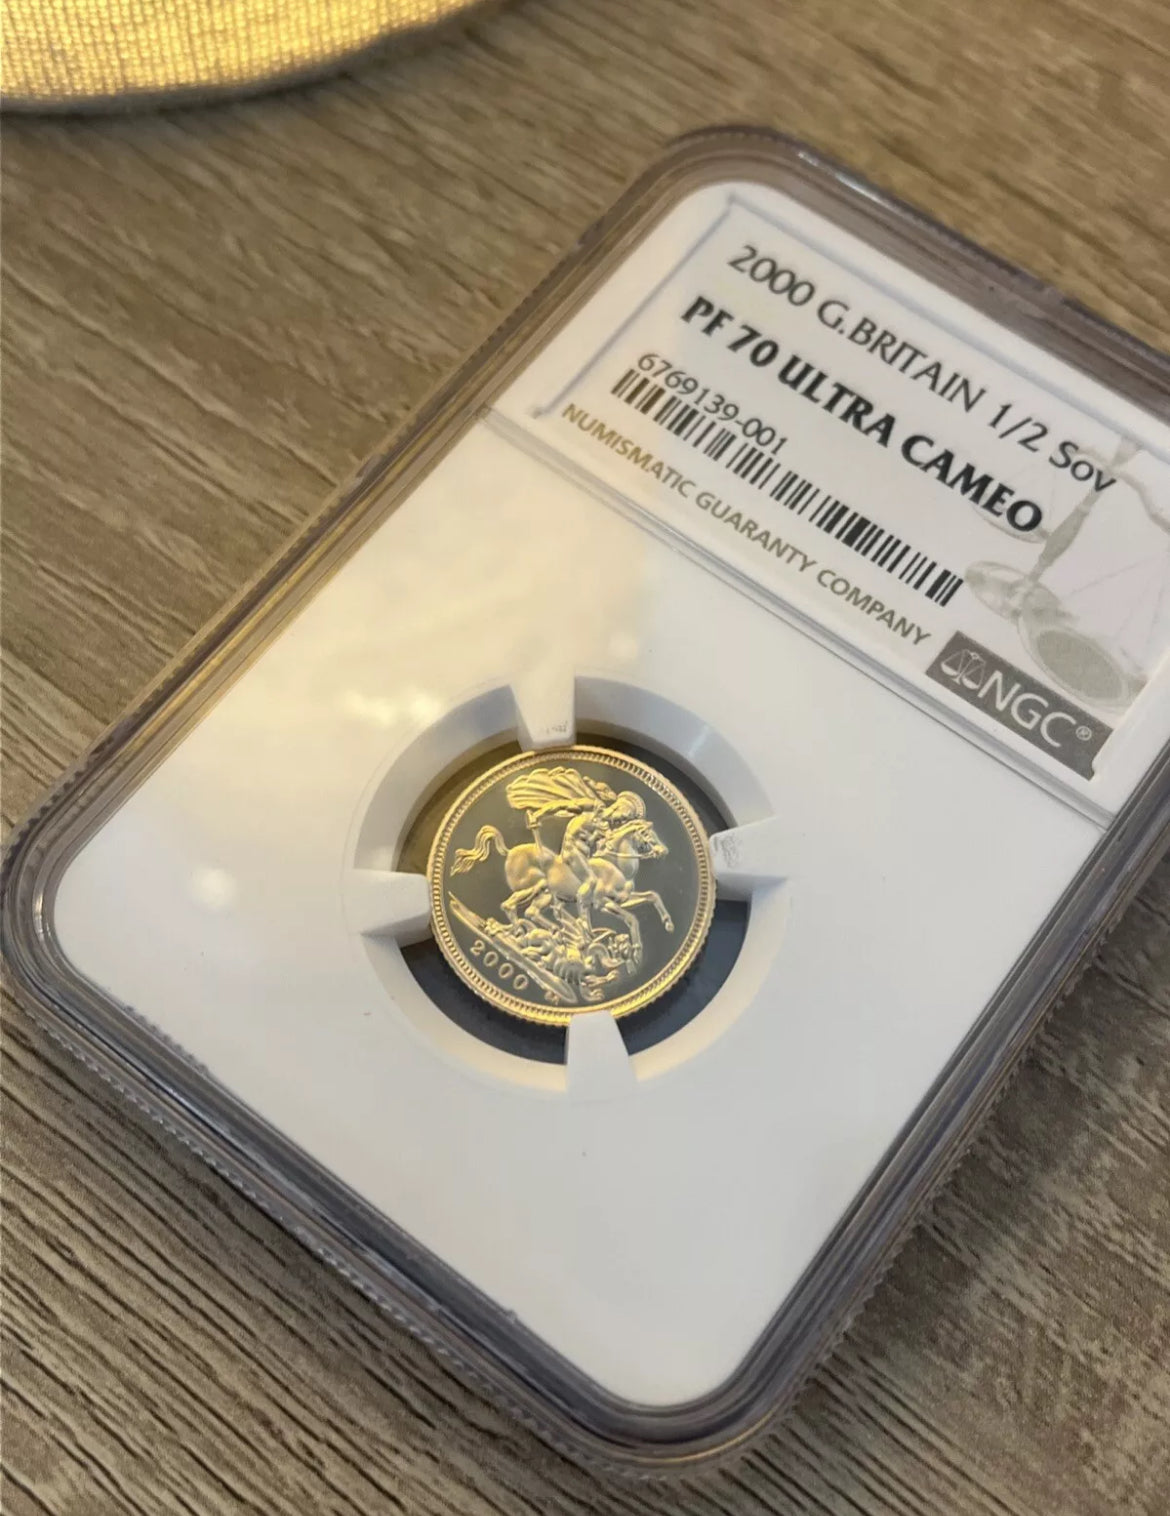 2000 G.BRITAIN 1/2 SOV
PF 70 ULTRA CAMEO
6769139-001
NUMISMATIC GUARANTY COMPANY
NGC®
2000